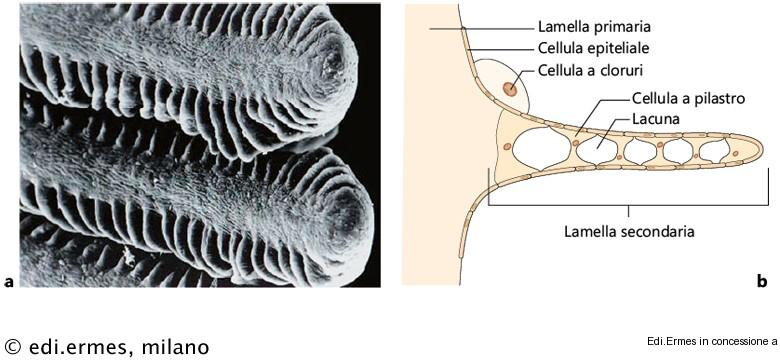 Lamella primaria
Cellula epiteliale
Cellula a cloruri
Cellula a pilastro
Lacuna
Lamella secondaria
a
b
© edi.ermes, milano
Edi.Ermes in concessione a